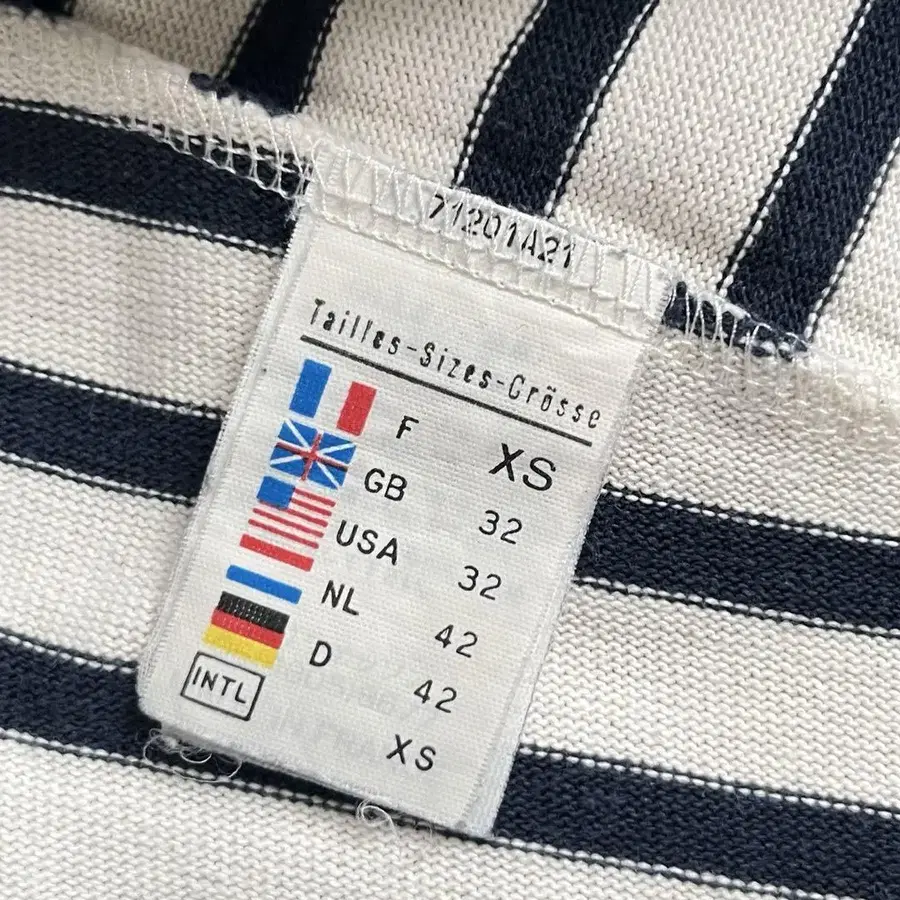 71201A21
Tailles-Sizes-Grösse
F XS
GB 32
USA 32
NL 42
D 42
INTL XS